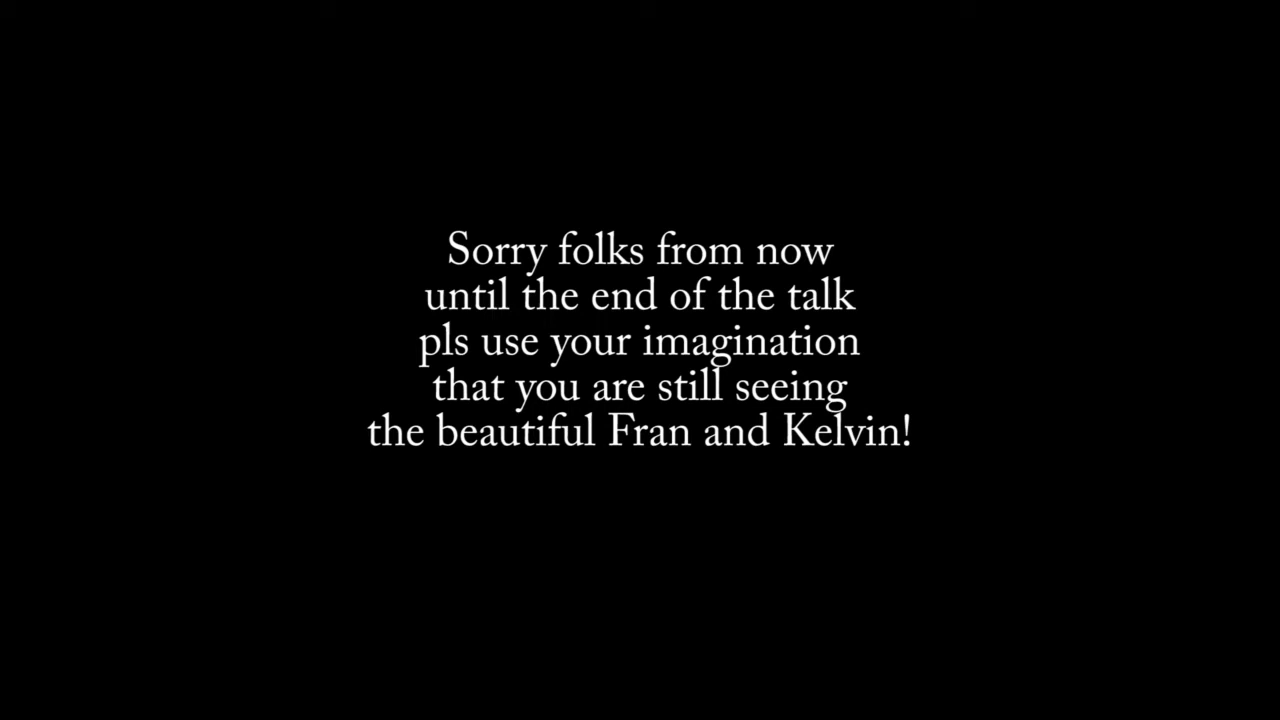 Sorry folks from now
until the end of the talk
pls use your imagination
that you are still seeing
the beautiful Fran and Kelvin!